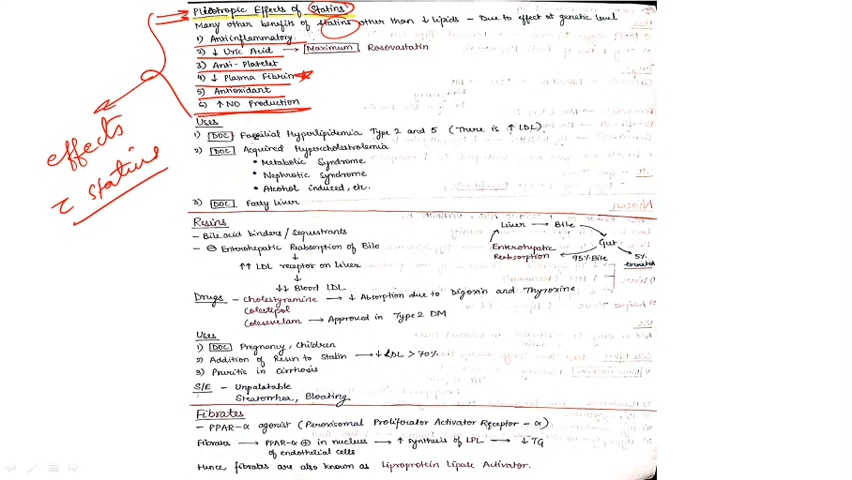 Pleiotropic Effects of Statins
Many other benefits of statins other than ↓ lipids - Due to effect at genetic level
1) Antiinflammatory
2) ↓ Uric Acid → Maximum Rosuvastatin
3) Anti-Platelet
4) ↓ Plasma Fibrin
5) Antioxidant
6) ↑ NO Production
effects
c̄ statins
Uses
1) DOC Familial Hyperlipidemia Type 2 and 5 (There is ↑ LDL).
2) DOC Acquired Hypercholestrolemia
• Metabolic Syndrome
• Nephrotic Syndrome
• Alcohol induced, etc.
3) DOC Fatty Liver
Resins
- Bile acid binders / Sequestrands
- ⊖ Enterohepatic Reabsorption of Bile
↓
↑↑ LDL receptor on Liver
↓
↓↓ Blood LDL
Liver → Bile
Gut
Enterohepatic
Reabsorption
95% Bile
5%
excreted
Drugs - Cholestyramine → ↓ Absorption due to Digoxin and Thyroxine
Colestipol
Colesevelam → Approved in Type 2 DM
Uses
1) DOC Pregnancy, Children
2) Addition of Resin to Statin → ↓ LDL > 70%
3) Pruritis in Cirrhosis
S/E - Unpalatable
Steatorrhea, Bloating
Fibrates
- PPAR-α agonist (Peroxisomal Proliferator Activator Receptor - α)
Fibrates → PPAR-α ⊕ in nucleus → ↑ synthesis of LPL → ↓ TG
of endothelial cells
Hence fibrates are also known as Lipoprotein Lipase Activator.